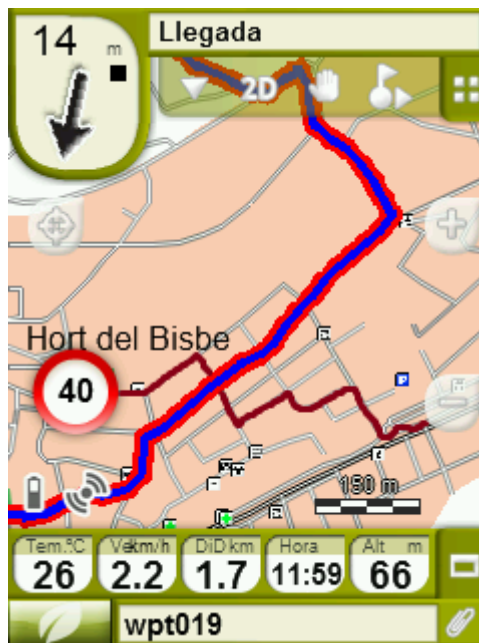 14 m
Llegada
2D
Hort del Bisbe
40
150 m
Tem.ºC
Vel km/h
DiD km
Hora
Alt m
26
2.2
1.7
11:59
66
wpt019